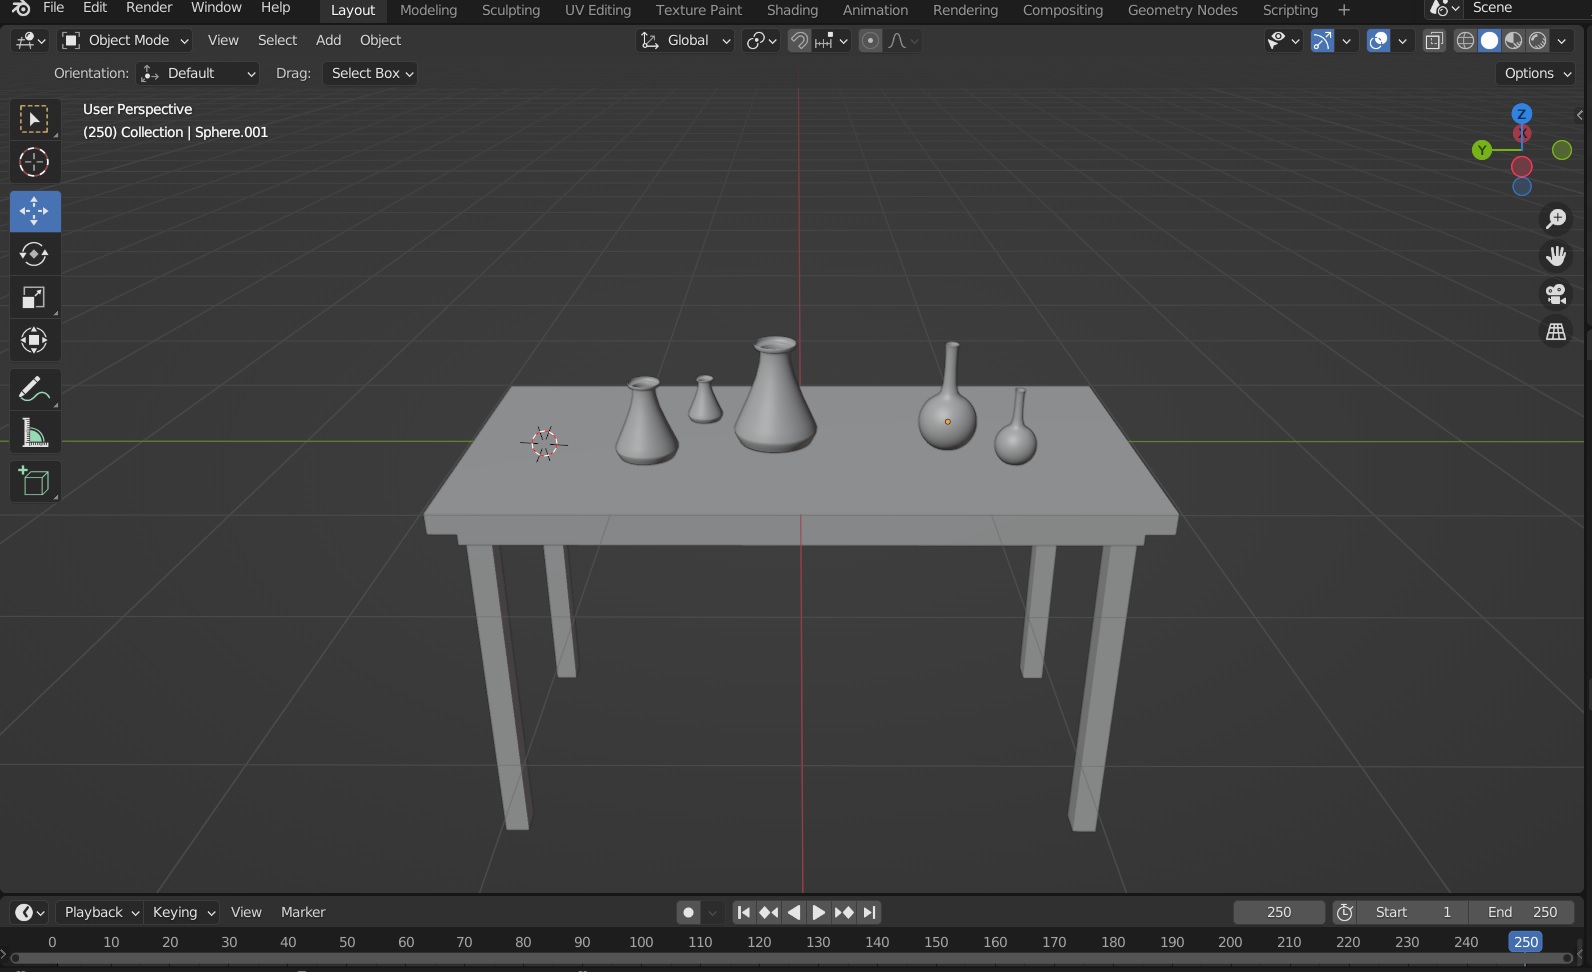 File Edit Render Window Help Layout Modeling Sculpting UV Editing Texture Paint Shading Animation Rendering Compositing Geometry Nodes Scripting + Scene
Object Mode View Select Add Object Global
Orientation: Default Drag: Select Box Options
User Perspective
(250) Collection | Sphere.001
Z
X
Y
Playback Keying View Marker 250 Start 1 End 250
0 10 20 30 40 50 60 70 80 90 100 110 120 130 140 150 160 170 180 190 200 210 220 230 240 250